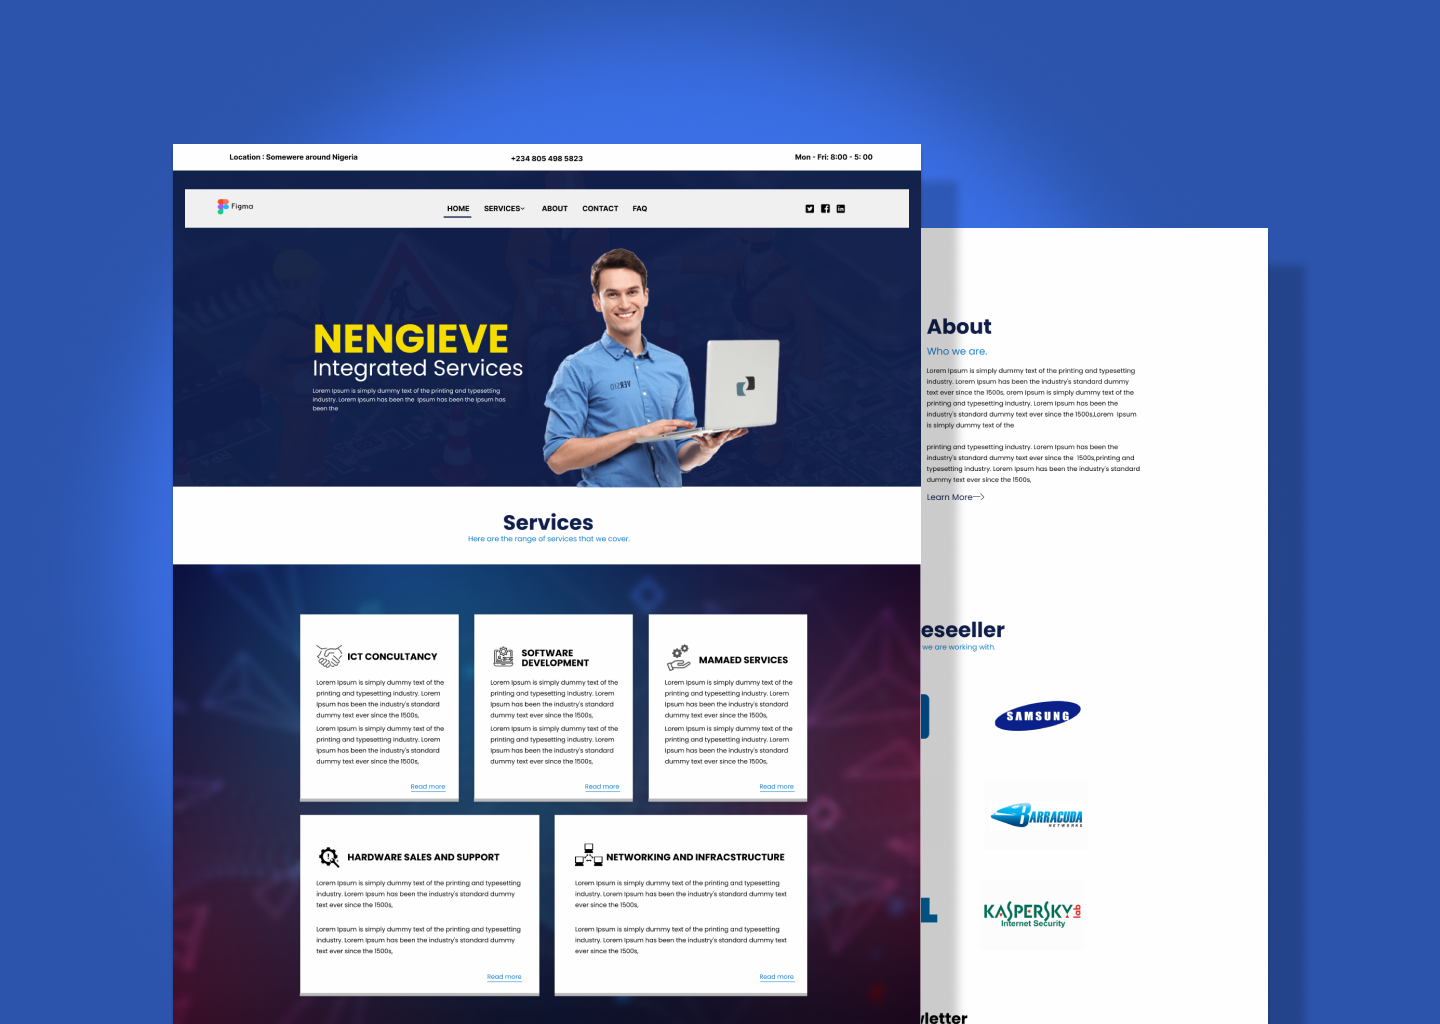 Location : Somewere around Nigeria
+234 805 498 5823
Mon - Fri: 8:00 - 5: 00
Figma
HOME
SERVICES
ABOUT
CONTACT
FAQ
NENGIEVE
Integrated Services
Lorem Ipsum is simply dummy text of the printing and typesetting
industry. Lorem Ipsum has been the Ipsum has been the Ipsum has
been the
Services
Here are the range of services that we cover.
ICT CONCULTANCY
Lorem Ipsum is simply dummy text of the
printing and typesetting industry. Lorem
Ipsum has been the industry's standard
dummy text ever since the 1500s,
Lorem Ipsum is simply dummy text of the
printing and typesetting industry. Lorem
Ipsum has been the industry's standard
dummy text ever since the 1500s,
Read more
SOFTWARE
DEVELOPMENT
Lorem Ipsum is simply dummy text of the
printing and typesetting industry. Lorem
Ipsum has been the industry's standard
dummy text ever since the 1500s,
Lorem Ipsum is simply dummy text of the
printing and typesetting industry. Lorem
Ipsum has been the industry's standard
dummy text ever since the 1500s,
Read more
MAMAED SERVICES
Lorem Ipsum is simply dummy text of the
printing and typesetting industry. Lorem
Ipsum has been the industry's standard
dummy text ever since the 1500s,
Lorem Ipsum is simply dummy text of the
printing and typesetting industry. Lorem
Ipsum has been the industry's standard
dummy text ever since the 1500s,
Read more
HARDWARE SALES AND SUPPORT
Lorem Ipsum is simply dummy text of the printing and typesetting
industry. Lorem Ipsum has been the industry's standard dummy
text ever since the 1500s,
Lorem Ipsum is simply dummy text of the printing and typesetting
industry. Lorem Ipsum has been the industry's standard dummy
text ever since the 1500s,
Read more
NETWORKING AND INFRACSTRUCTURE
Lorem Ipsum is simply dummy text of the printing and typesetting
industry. Lorem Ipsum has been the industry's standard dummy text
ever since the 1500s,
Lorem Ipsum is simply dummy text of the printing and typesetting
industry. Lorem Ipsum has been the industry's standard dummy text
ever since the 1500s,
Read more
About
Who we are.
Lorem Ipsum is simply dummy text of the printing and typesetting
industry. Lorem Ipsum has been the industry's standard dummy
text ever since the 1500s, orem Ipsum is simply dummy text of the
printing and typesetting industry. Lorem Ipsum has been the
industry's standard dummy text ever since the 1500s,Lorem Ipsum
is simply dummy text of the
printing and typesetting industry. Lorem Ipsum has been the
industry's standard dummy text ever since the 1500s,printing and
typesetting industry. Lorem Ipsum has been the industry's standard
dummy text ever since the 1500s,
Learn More
eseeller
we are working with.
SAMSUNG
BARRACUDA
NETWORKS
L
KASPERSKY lab
Internet Security
letter